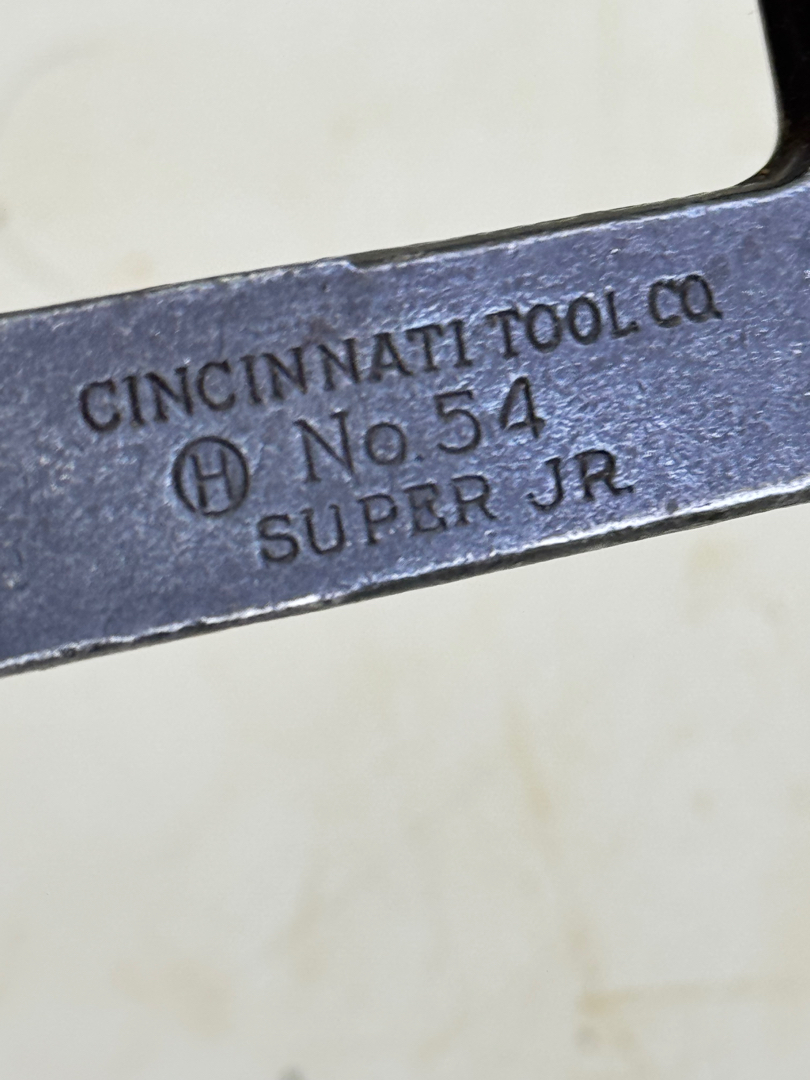 CINCINNATI TOOL CO.
Ⓗ No. 54
SUPER JR.